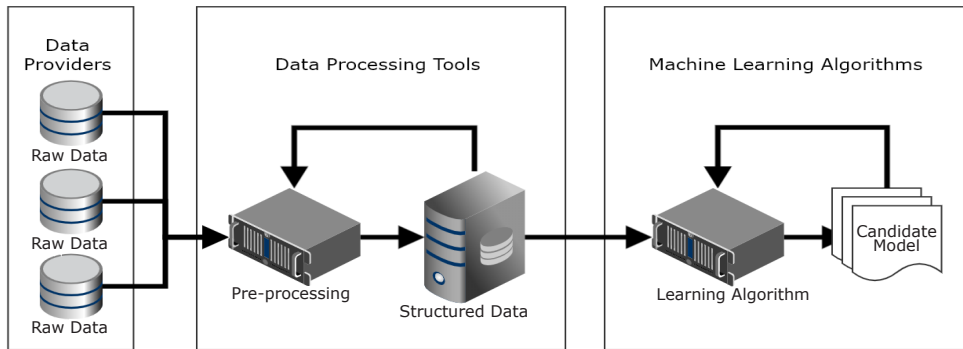 Data
Providers
Raw Data
Raw Data
Raw Data
Data Processing Tools
Pre-processing
Structured Data
Machine Learning Algorithms
Learning Algorithm
Candidate
Model